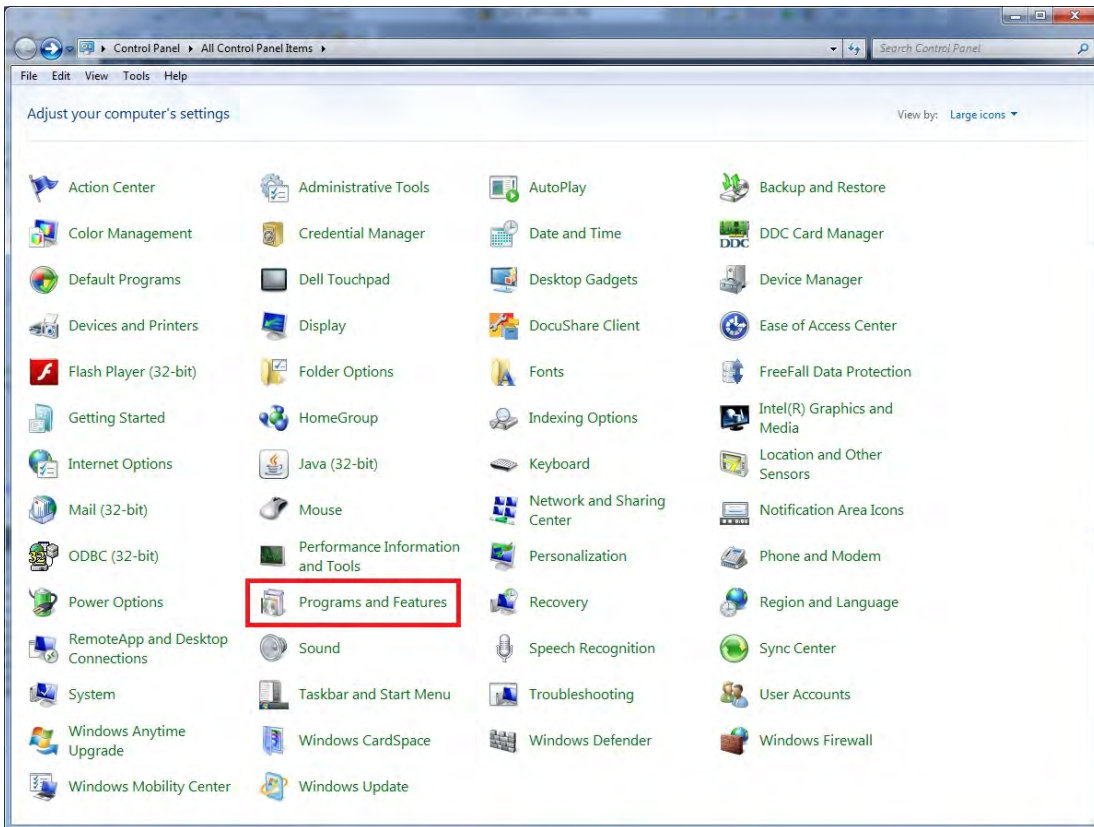 Control Panel All Control Panel Items Search Control Panel
File Edit View Tools Help
Adjust your computer's settings View by: Large icons
Action Center Administrative Tools AutoPlay Backup and Restore
Color Management Credential Manager Date and Time DDC DDC Card Manager
Default Programs Dell Touchpad Desktop Gadgets Device Manager
Devices and Printers Display DocuShare Client Ease of Access Center
Flash Player (32-bit) Folder Options Fonts FreeFall Data Protection
Getting Started HomeGroup Indexing Options Intel(R) Graphics and
Media
Internet Options Java (32-bit) Keyboard Location and Other
Sensors
Mail (32-bit) Mouse Network and Sharing
Center Notification Area Icons
32 ODBC (32-bit) Performance Information
and Tools Personalization Phone and Modem
Power Options Programs and Features Recovery Region and Language
RemoteApp and Desktop
Connections Sound Speech Recognition Sync Center
System Taskbar and Start Menu Troubleshooting User Accounts
Windows Anytime
Upgrade Windows CardSpace Windows Defender Windows Firewall
Windows Mobility Center Windows Update